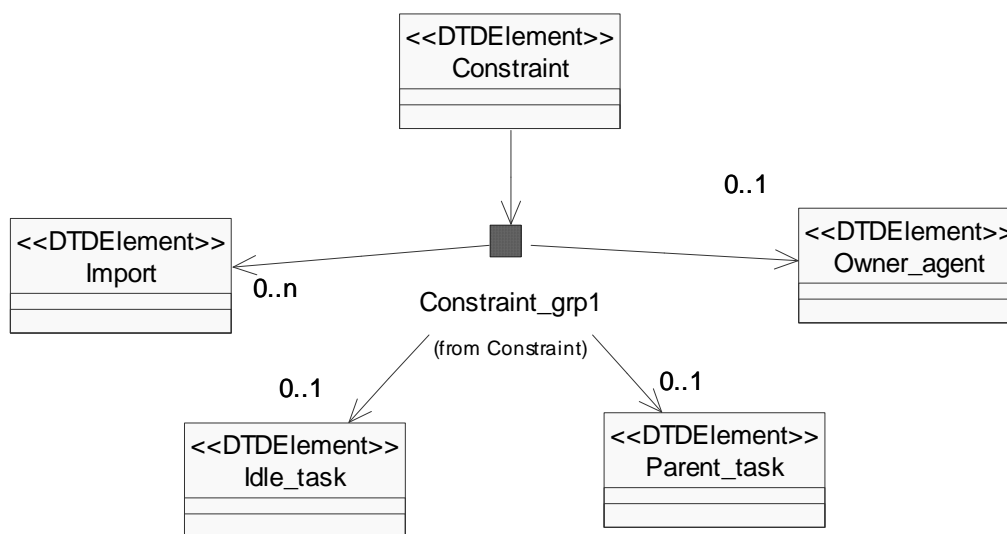 <<DTDElement>>
Constraint
0..1
<<DTDElement>>
Import
<<DTDElement>>
Owner_agent
0..n
Constraint_grp1
(from Constraint)
0..1
0..1
<<DTDElement>>
Idle_task
<<DTDElement>>
Parent_task